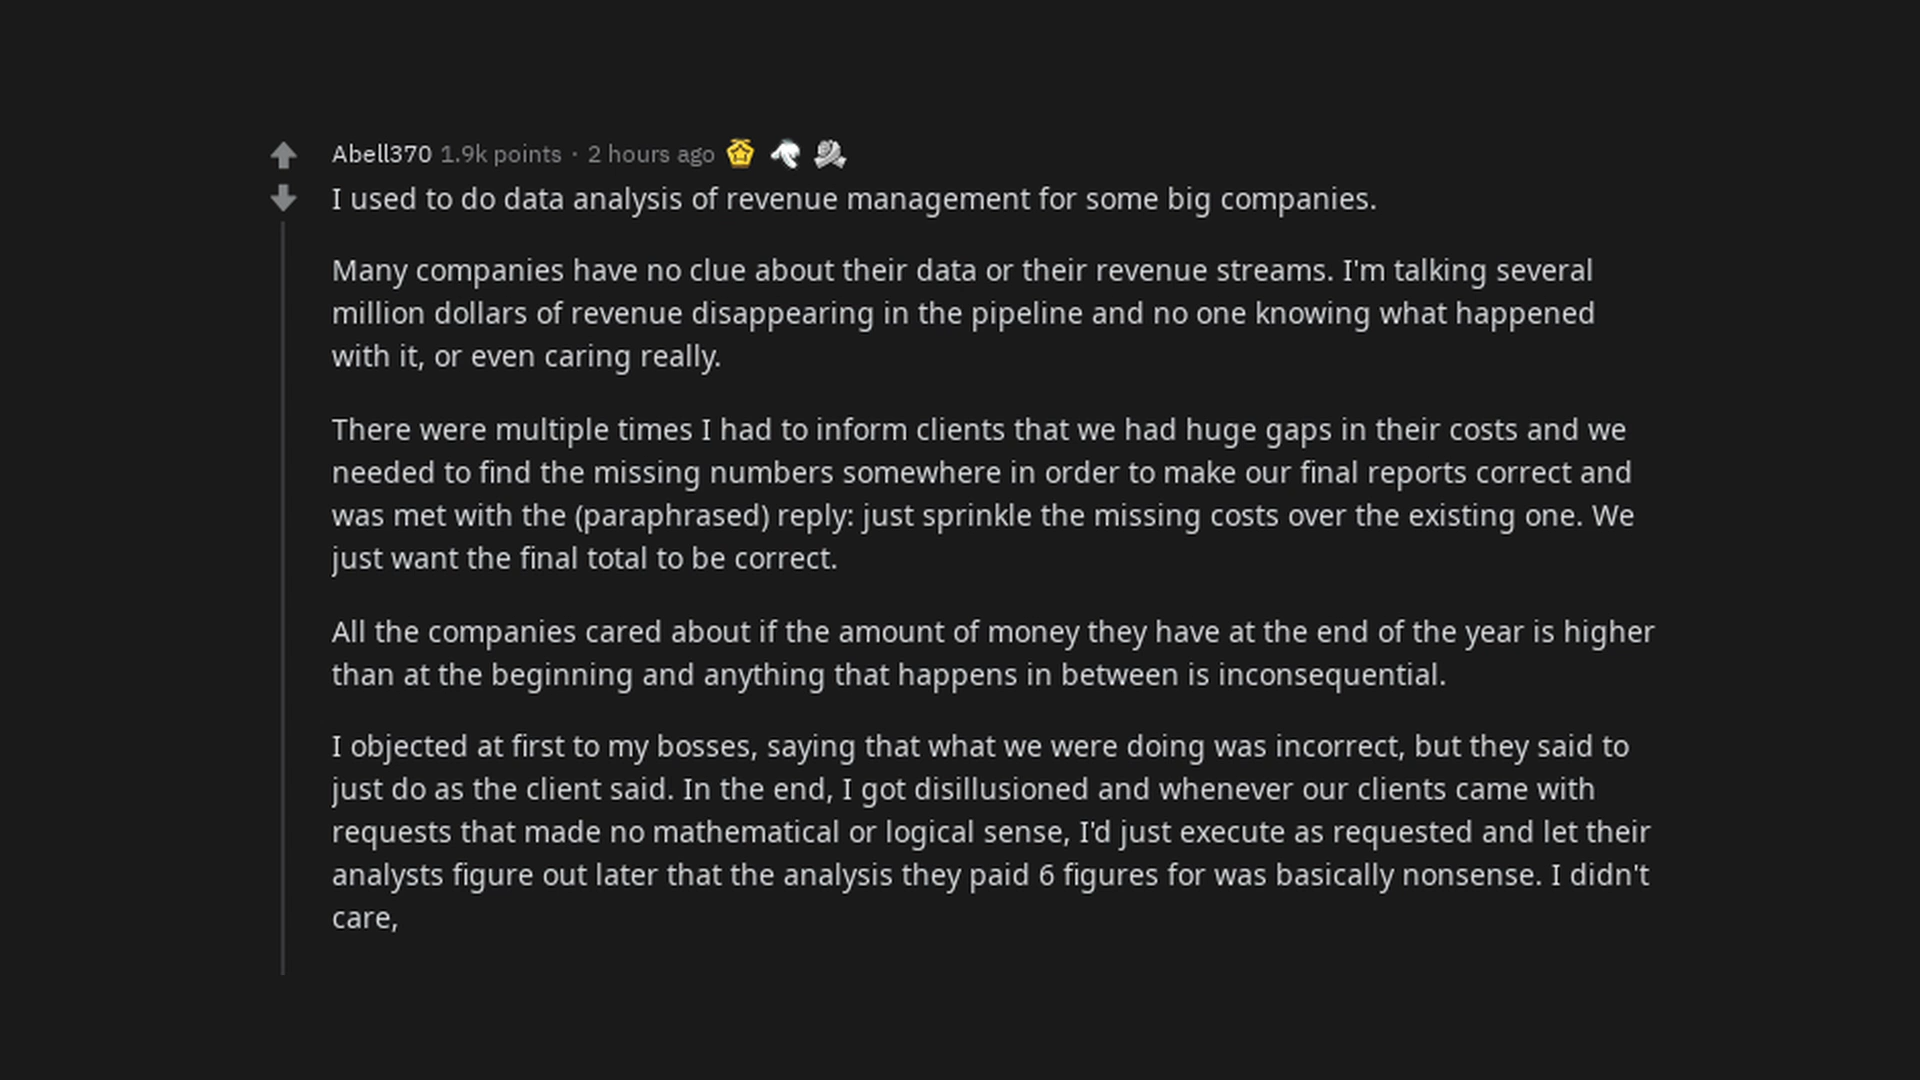 Abell370 1.9k points · 2 hours ago
I used to do data analysis of revenue management for some big companies.
Many companies have no clue about their data or their revenue streams. I'm talking several
million dollars of revenue disappearing in the pipeline and no one knowing what happened
with it, or even caring really.
There were multiple times I had to inform clients that we had huge gaps in their costs and we
needed to find the missing numbers somewhere in order to make our final reports correct and
was met with the (paraphrased) reply: just sprinkle the missing costs over the existing one. We
just want the final total to be correct.
All the companies cared about if the amount of money they have at the end of the year is higher
than at the beginning and anything that happens in between is inconsequential.
I objected at first to my bosses, saying that what we were doing was incorrect, but they said to
just do as the client said. In the end, I got disillusioned and whenever our clients came with
requests that made no mathematical or logical sense, I'd just execute as requested and let their
analysts figure out later that the analysis they paid 6 figures for was basically nonsense. I didn't
care,